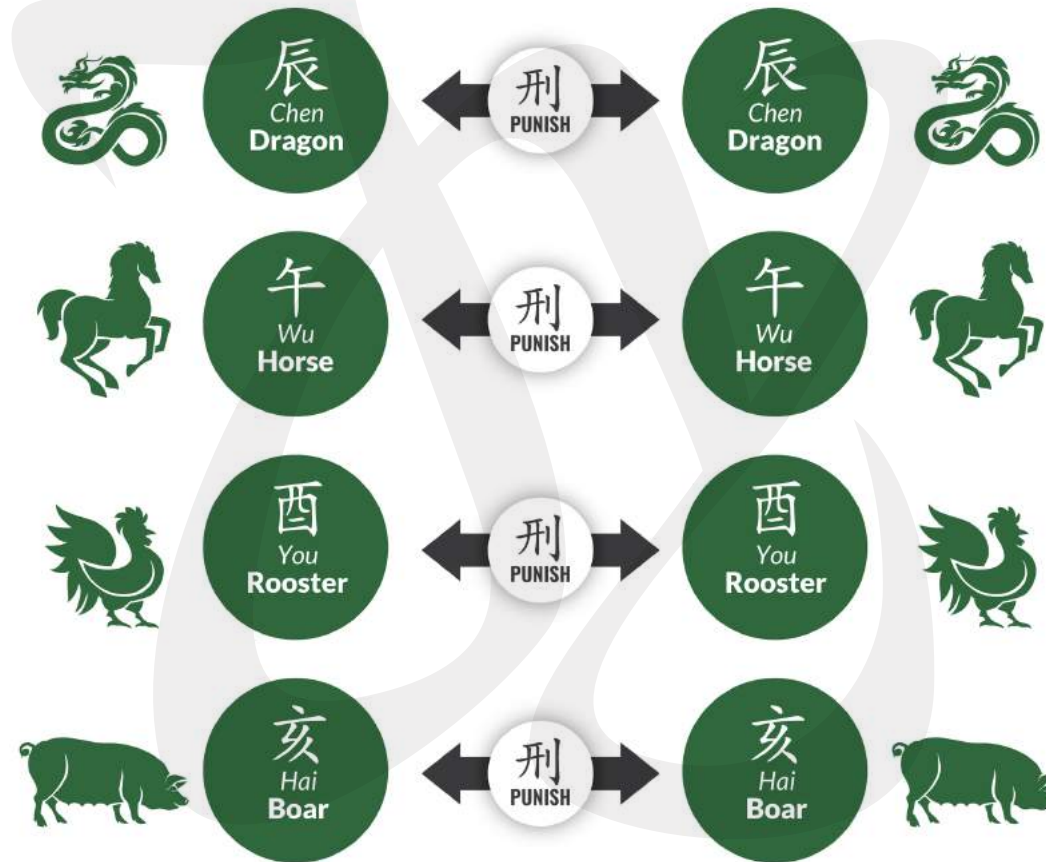 辰 刑 辰
Chen PUNISH Chen
Dragon Dragon
午 刑 午
Wu PUNISH Wu
Horse Horse
酉 刑 酉
You PUNISH You
Rooster Rooster
亥 刑 亥
Hai PUNISH Hai
Boar Boar